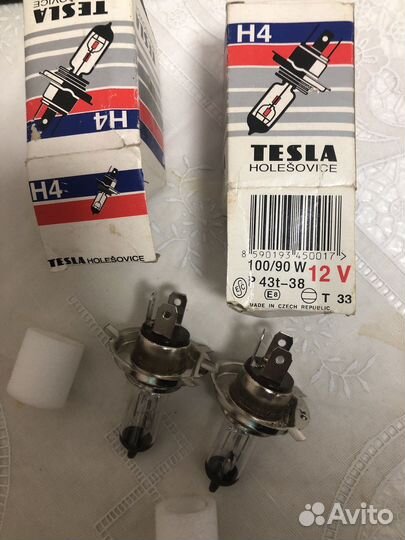 H4
H4
TESLA HOLEŠOVICE
H4
TESLA
HOLEŠOVICE
8 590193 450017 >
100/90 W 12 V
P 43t-38
E8 T 33
MADE IN CZECH REPUBLIC
Avito